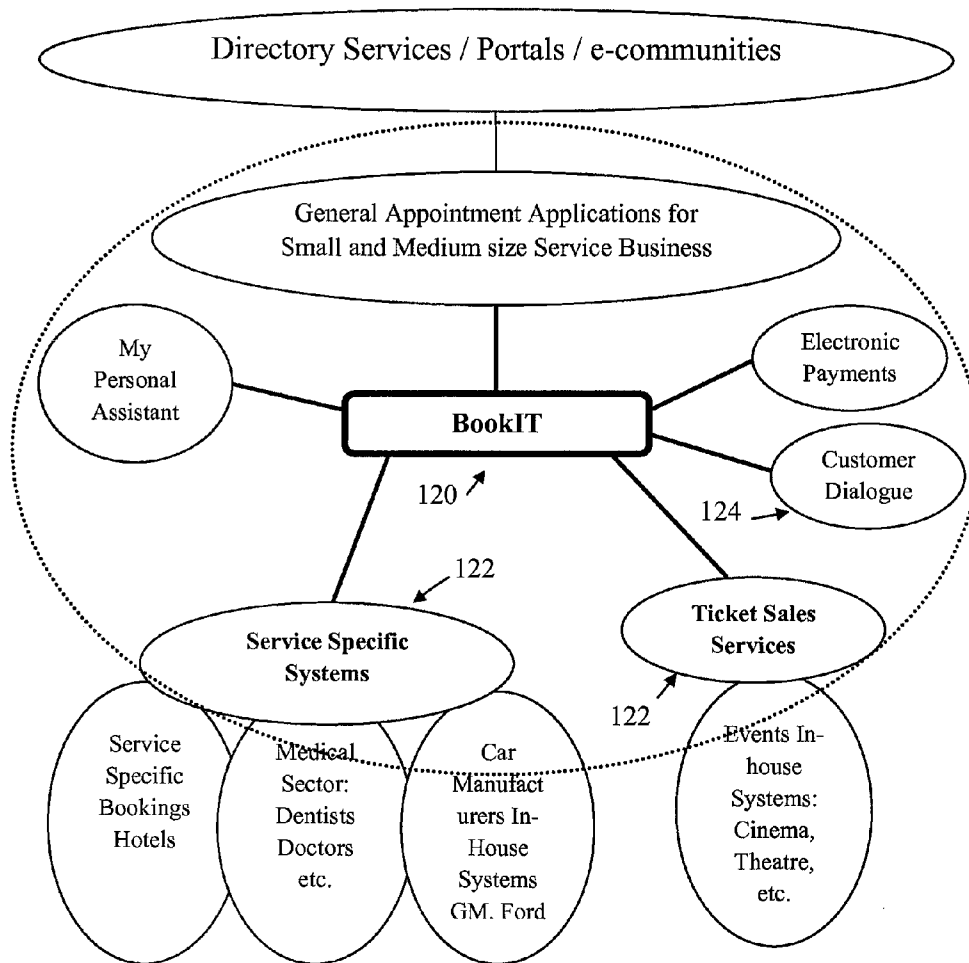 Directory Services / Portals / e-communities
General Appointment Applications for
Small and Medium size Service Business
My
Personal
Assistant
Electronic
Payments
BookIT
Customer
Dialogue
120
124
122
Service Specific
Systems
Ticket Sales
Services
122
Service
Specific
Bookings
Hotels
Medical
Sector:
Dentists
Doctors
etc.
Car
Manufact
urers In-
House
Systems
GM. Ford
Events In-
house
Systems:
Cinema,
Theatre,
etc.